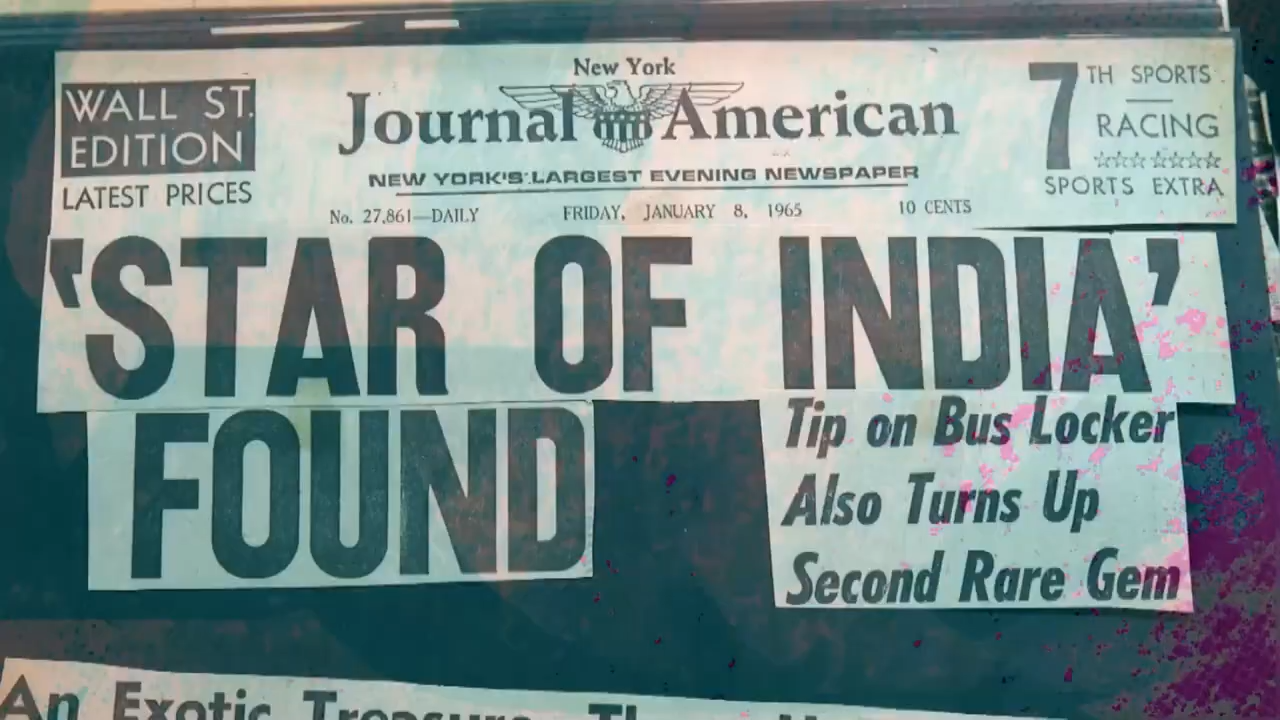 WALL ST.
EDITION
LATEST PRICES
New York
Journal American
NEW YORK'S LARGEST EVENING NEWSPAPER
No. 27,861—DAILY FRIDAY, JANUARY 8, 1965 10 CENTS
7TH SPORTS
RACING
☆☆☆ ☆☆☆☆
SPORTS EXTRA
'STAR OF INDIA'
FOUND
Tip on Bus Locker
Also Turns Up
Second Rare Gem
An Exotic Treasure